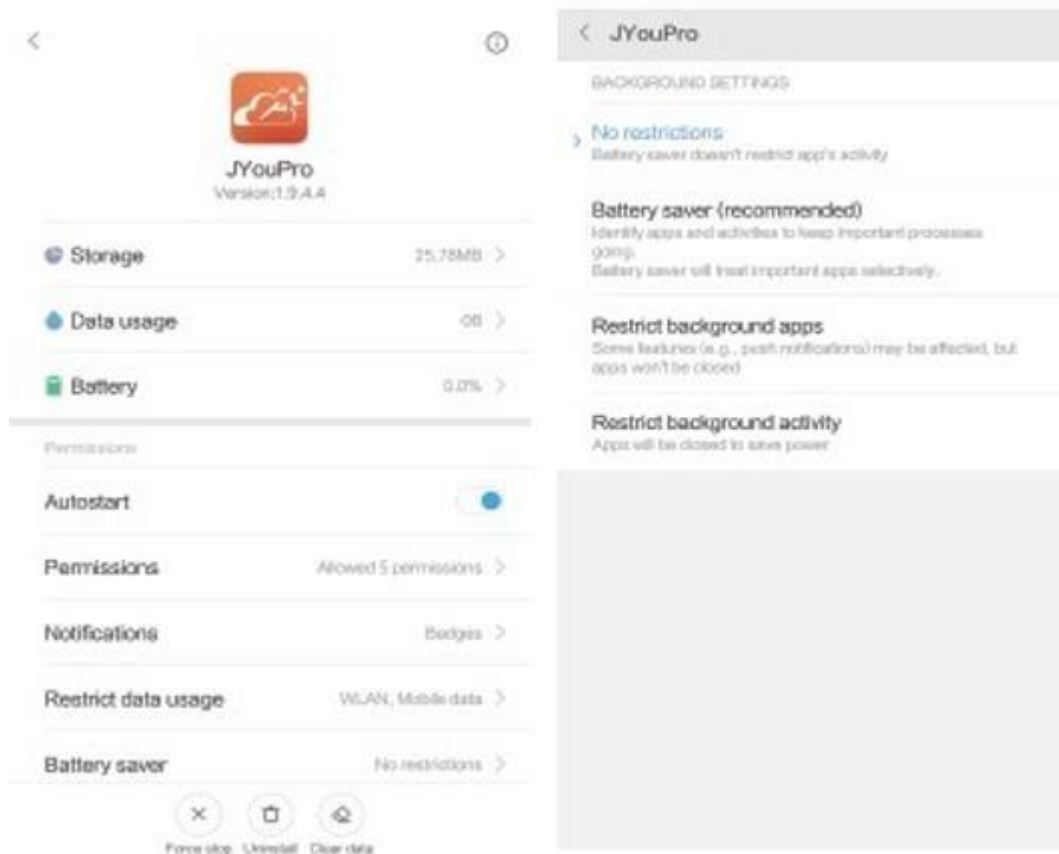 JYouPro
Version:1.9.4.4
Storage
25.78MB
Data usage
0B
Battery
0.0%
Permissions
Autostart
Permissions
Allowed 5 permissions
Notifications
Badges
Restrict data usage
WLAN, Mobile data
Battery saver
No restrictions
Force stop
Uninstall
Clear data
JYouPro
BACKGROUND SETTINGS
No restrictions
Battery saver doesn't restrict app's activity
Battery saver (recommended)
Identify apps and activities to keep important processes
going.
Battery saver will treat important apps selectively.
Restrict background apps
Some features (e.g., push notifications) may be affected, but
apps won't be closed
Restrict background activity
Apps will be closed to save power